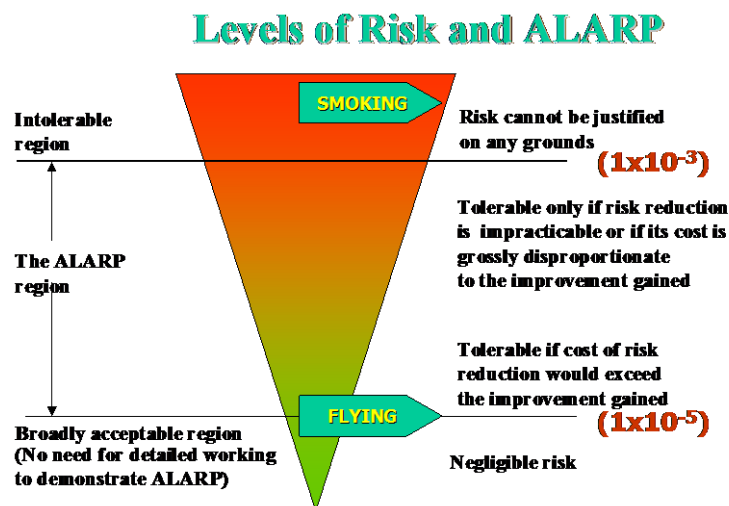 Levels of Risk and ALARP
SMOKING
Intolerable
region
Risk cannot be justified
on any grounds
(1x10⁻³)
Tolerable only if risk reduction
is impracticable or if its cost is
grossly disproportionate
to the improvement gained
The ALARP
region
Tolerable if cost of risk
reduction would exceed
the improvement gained
FLYING
(1x10⁻⁵)
Broadly acceptable region
(No need for detailed working
to demonstrate ALARP)
Negligible risk